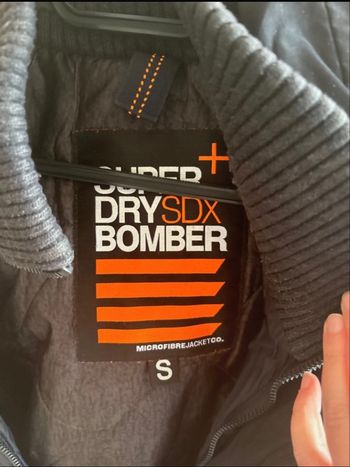 SUPER+
DRYSDX
BOMBER
MICROFIBREJACKETCO.
S